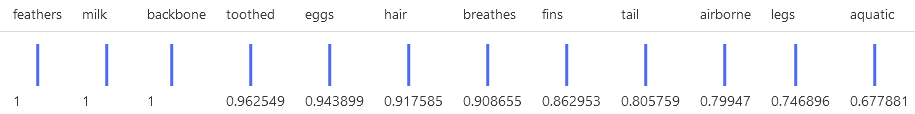 feathers milk backbone toothed eggs hair breathes fins tail airborne legs aquatic
1 1 1 0.962549 0.943899 0.917585 0.908655 0.862953 0.805759 0.79947 0.746896 0.677881